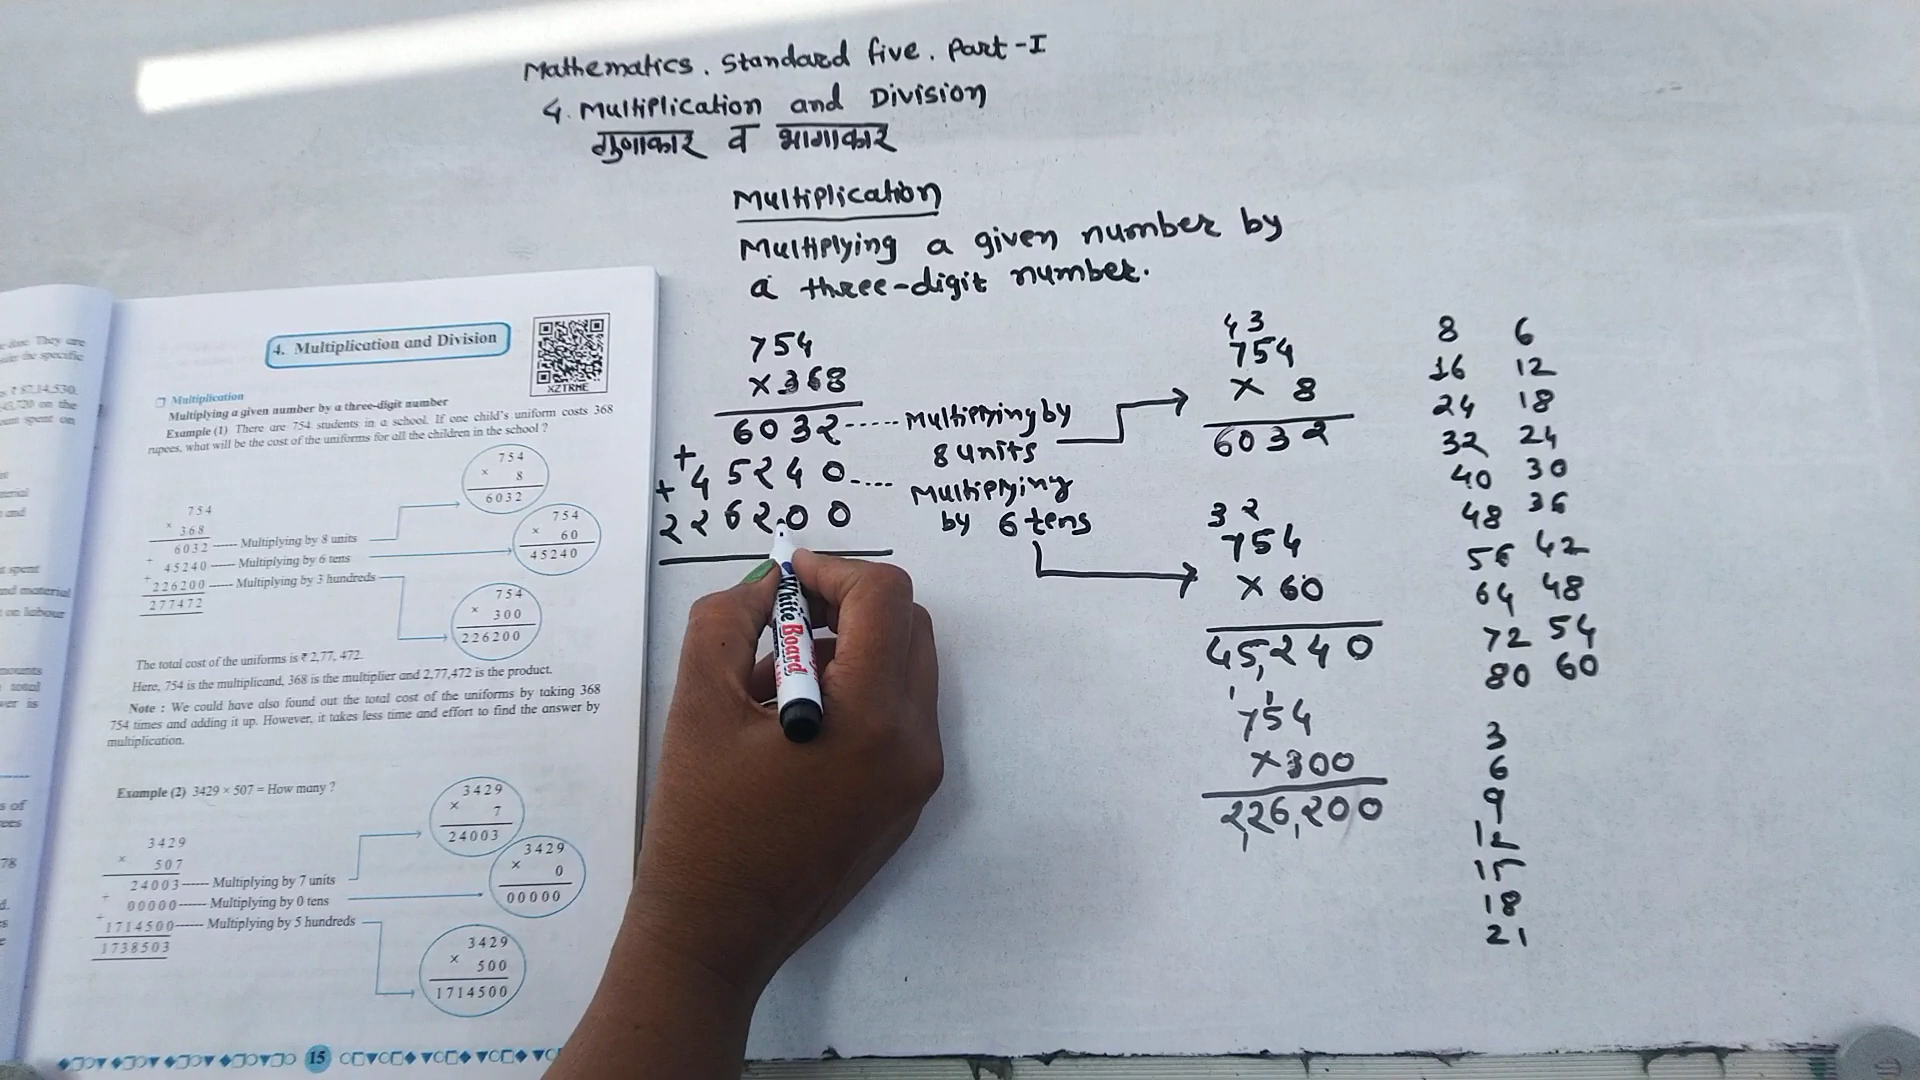 Mathematics. Standard five. Part-I
4. Multiplication and Division
गुणाकार व भागाकार
Multiplication
Multiplying a given number by
a three-digit number.
754
×368
6032 ----- Multiplying by
8 units
+ 45240 .... Multiplying
by 6 tens
+ 226200
4 3
754
× 8
6032
3 2
754
×60
45,240
1 1
754
×300
2,26,200
8 6
16 12
24 18
32 24
40 30
48 36
56 42
64 48
72 54
80 60
3
6
9
12
15
18
21
White Board
4. Multiplication and Division
XZTRME
❒ Multiplication
Multiplying a given number by a three-digit number
Example (1) There are 754 students in a school. If one child's uniform costs 368
rupees, what will be the cost of the uniforms for all the children in the school ?
754
× 368
6032 ------ Multiplying by 8 units
+ 45240 ------ Multiplying by 6 tens
+ 226200 ------ Multiplying by 3 hundreds
277472
754
× 8
6032
754
× 60
45240
754
× 300
226200
The total cost of the uniforms is ₹ 2,77, 472.
Here, 754 is the multiplicand, 368 is the multiplier and 2,77,472 is the product.
Note : We could have also found out the total cost of the uniforms by taking 368
754 times and adding it up. However, it takes less time and effort to find the answer by
multiplication.
Example (2) 3429 × 507 = How many ?
3429
× 507
24003 ------ Multiplying by 7 units
+ 00000 ------ Multiplying by 0 tens
+ 1714500 ------ Multiplying by 5 hundreds
1738503
3429
× 7
24003
3429
× 0
00000
3429
× 500
1714500
15